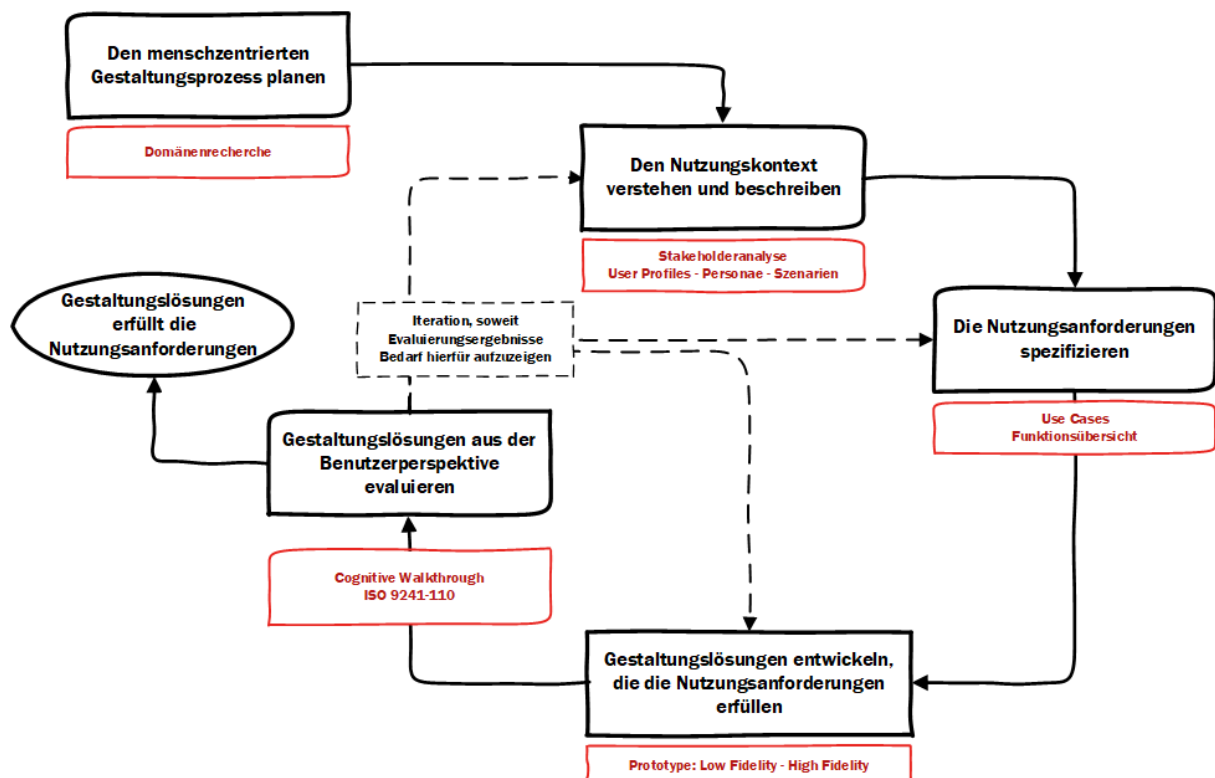 Den menschzentrierten
Gestaltungsprozess planen
Domänenrecherche
Den Nutzungskontext
verstehen und beschreiben
Stakeholderanalyse
User Profiles - Personae - Szenarien
Gestaltungslösungen
erfüllt die
Nutzungsanforderungen
Iteration, soweit
Evaluierungsergebnisse
Bedarf hierfür aufzuzeigen
Die Nutzungsanforderungen
spezifizieren
Use Cases
Funktionsübersicht
Gestaltungslösungen aus der
Benutzerperspektive
evaluieren
Cognitive Walkthrough
ISO 9241-110
Gestaltungslösungen entwickeln,
die die Nutzungsanforderungen
erfüllen
Prototype: Low Fidelity - High Fidelity